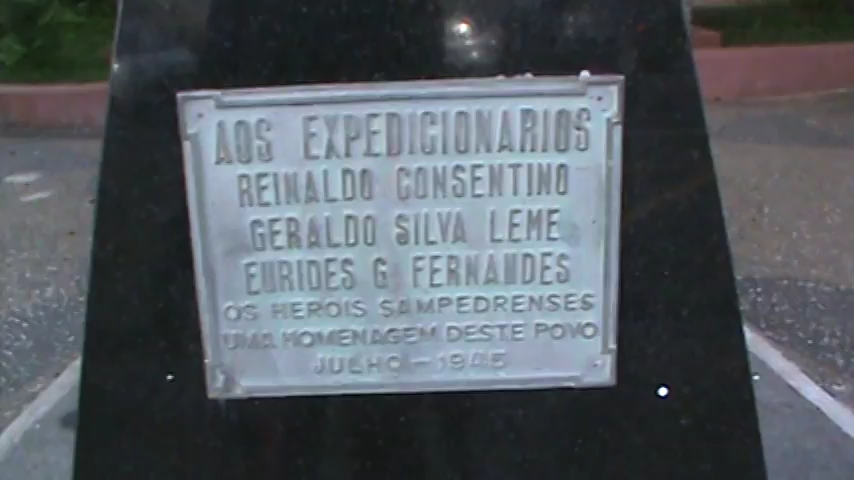 AOS EXPEDICIONARIOS
REINALDO CONSENTINO
GERALDO SILVA LEME
EURIDES G. FERNANDES
OS HEROIS SAMPEDRENSES
UMA HOMENAGEM DESTE POVO
JULHO - 1945